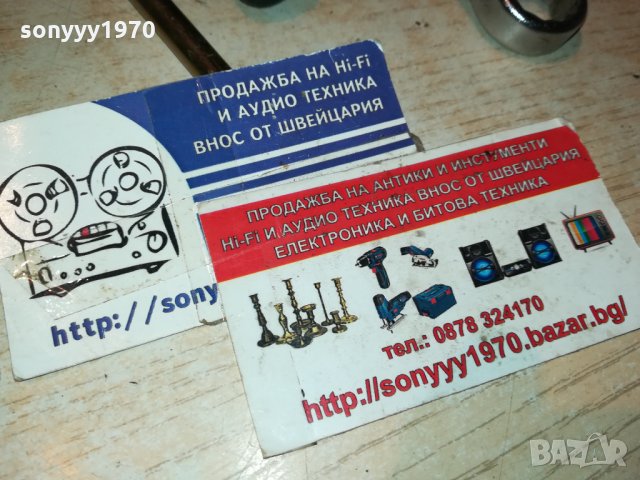 sonyyy1970
ПРОДАЖБА НА Hi-Fi
И АУДИО ТЕХНИКА
ВНОС ОТ ШВЕЙЦАРИЯ
http://sony
ПРОДАЖБА НА АНТИКИ И ИНСТУМЕНТИ
Hi-Fi И АУДИО ТЕХНИКА ВНОС ОТ ШВЕЙЦАРИЯ
ЕЛЕКТРОНИКА И БИТОВА ТЕХНИКА
тел.: 0878 324170
http://sonyyy1970.bazar.bg/
BAZAR